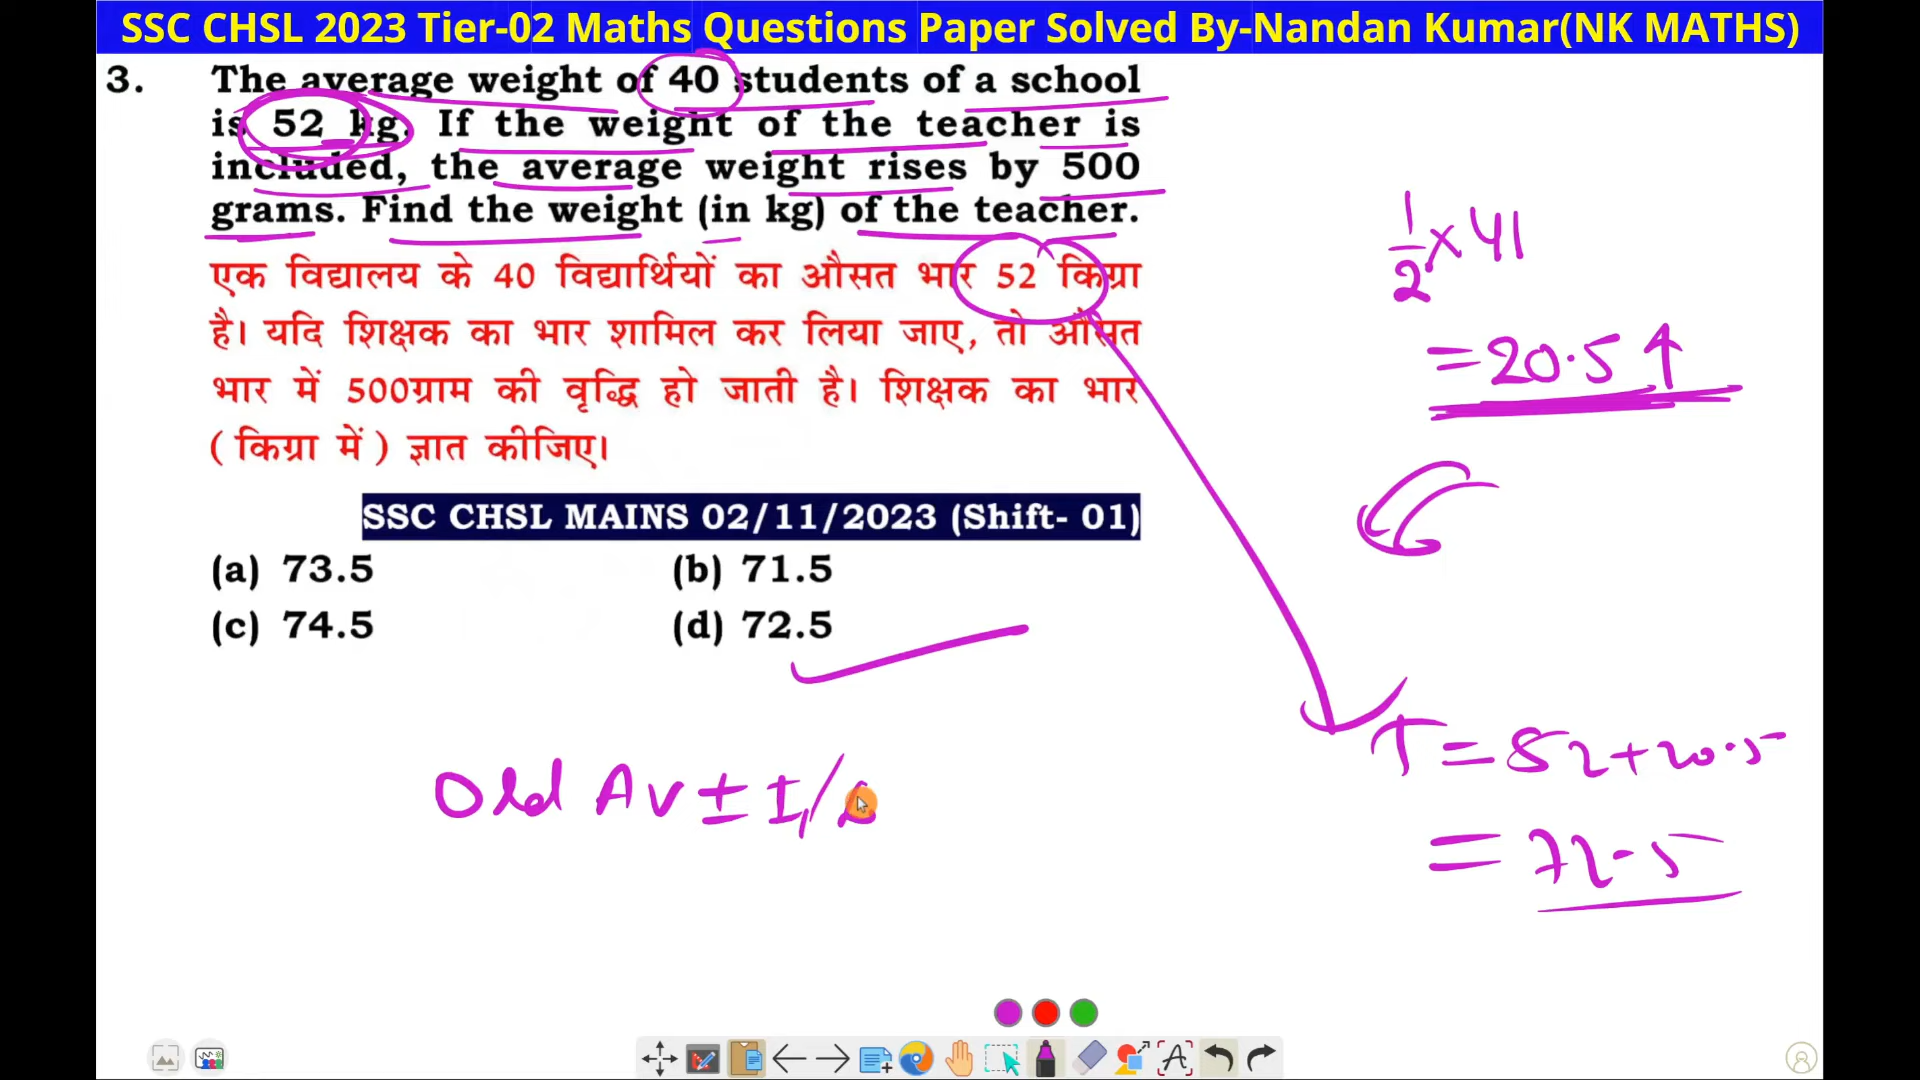 SSC CHSL 2023 Tier-02 Maths Questions Paper Solved By-Nandan Kumar(NK MATHS)
3. The average weight of 40 students of a school
is 52 kg. If the weight of the teacher is
included, the average weight rises by 500
grams. Find the weight (in kg) of the teacher.
एक विद्यालय के 40 विद्यार्थियों का औसत भार 52 किग्रा
है। यदि शिक्षक का भार शामिल कर लिया जाए, तो औसत
भार में 500ग्राम की वृद्धि हो जाती है। शिक्षक का भार
(किग्रा में) ज्ञात कीजिए।
SSC CHSL MAINS 02/11/2023 (Shift- 01)
(a) 73.5 (b) 71.5
(c) 74.5 (d) 72.5
1/2 × 41
= 20.5 ↑
T = 52 + 20.5
= 72.5
Old Av ± I/